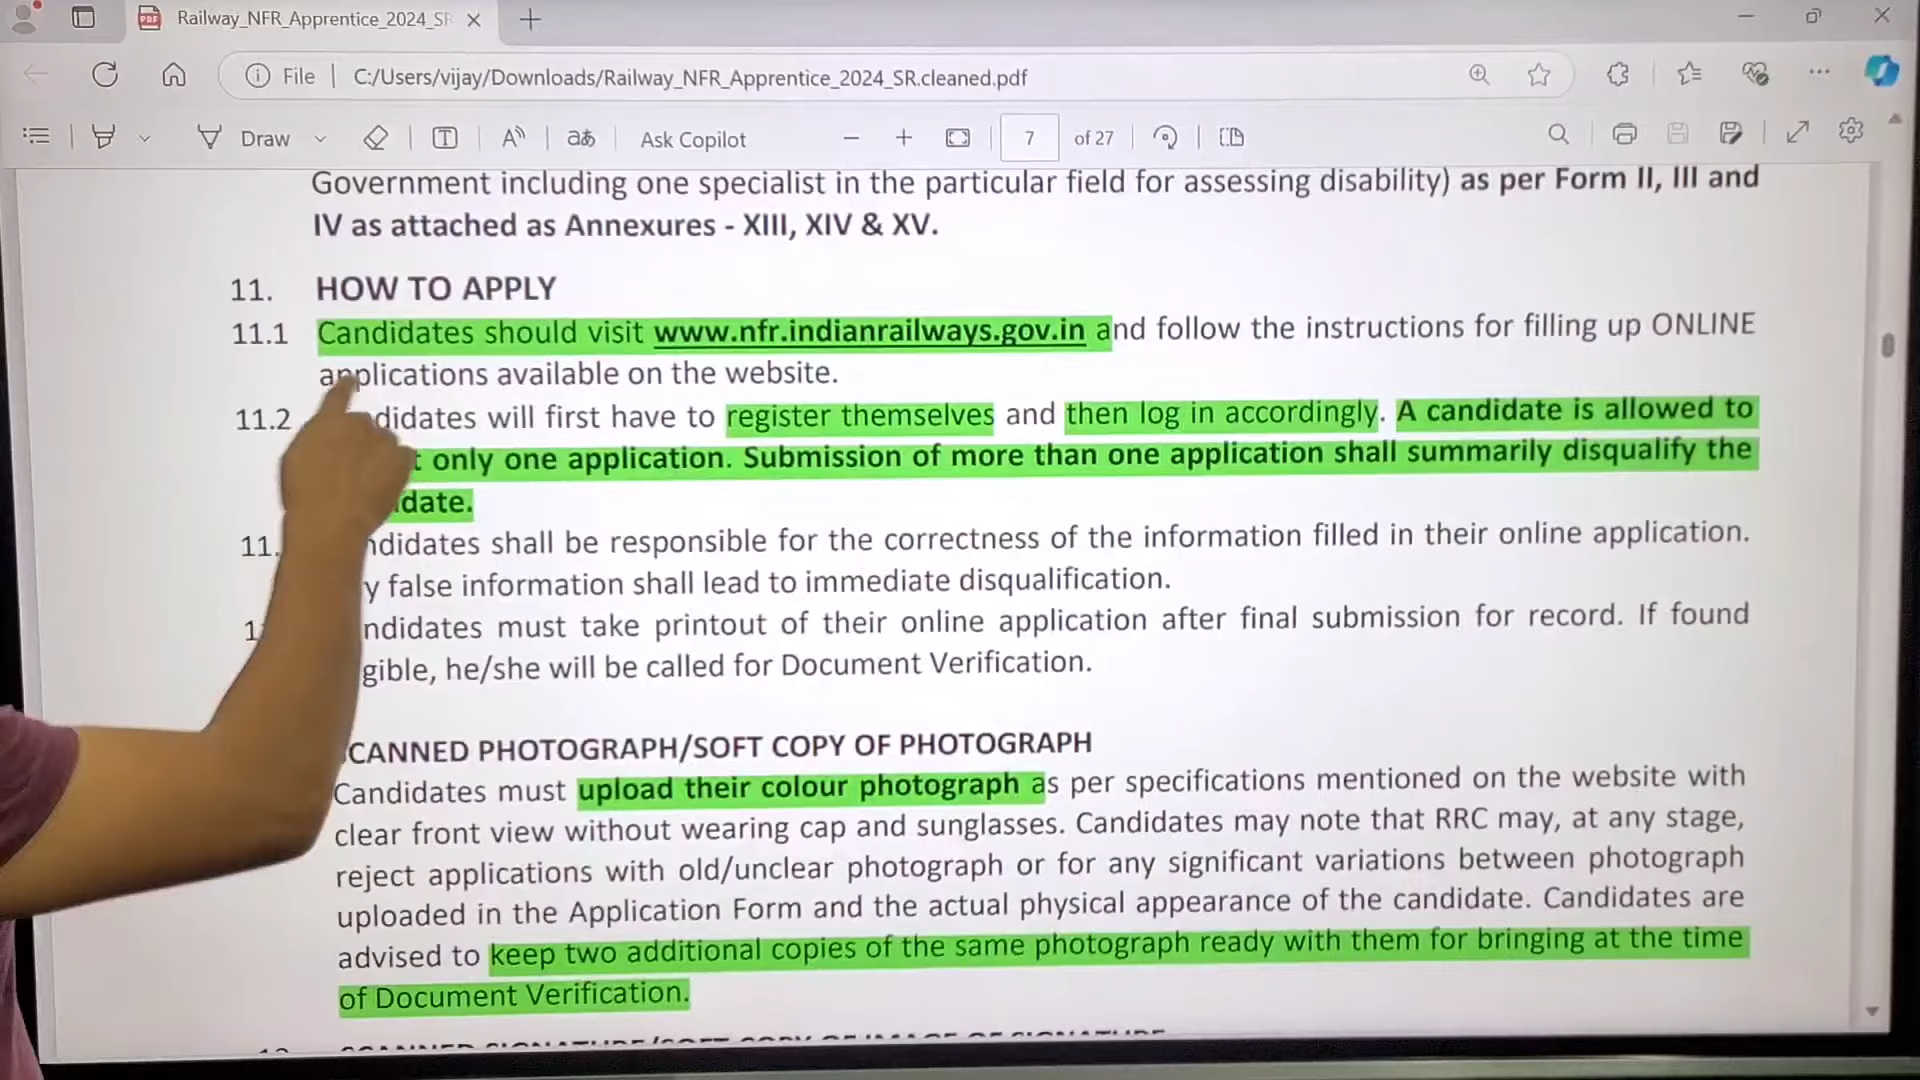 Railway_NFR_Apprentice_2024_SR
File | C:/Users/vijay/Downloads/Railway_NFR_Apprentice_2024_SR.cleaned.pdf
Draw Ask Copilot 7 of 27
Government including one specialist in the particular field for assessing disability) as per Form II, III and
IV as attached as Annexures - XIII, XIV & XV.
11. HOW TO APPLY
11.1 Candidates should visit www.nfr.indianrailways.gov.in and follow the instructions for filling up ONLINE
applications available on the website.
11.2 didates will first have to register themselves and then log in accordingly. A candidate is allowed to
t only one application. Submission of more than one application shall summarily disqualify the
date.
11. ndidates shall be responsible for the correctness of the information filled in their online application.
y false information shall lead to immediate disqualification.
1 ndidates must take printout of their online application after final submission for record. If found
gible, he/she will be called for Document Verification.
CANNED PHOTOGRAPH/SOFT COPY OF PHOTOGRAPH
Candidates must upload their colour photograph as per specifications mentioned on the website with
clear front view without wearing cap and sunglasses. Candidates may note that RRC may, at any stage,
reject applications with old/unclear photograph or for any significant variations between photograph
uploaded in the Application Form and the actual physical appearance of the candidate. Candidates are
advised to keep two additional copies of the same photograph ready with them for bringing at the time
of Document Verification.